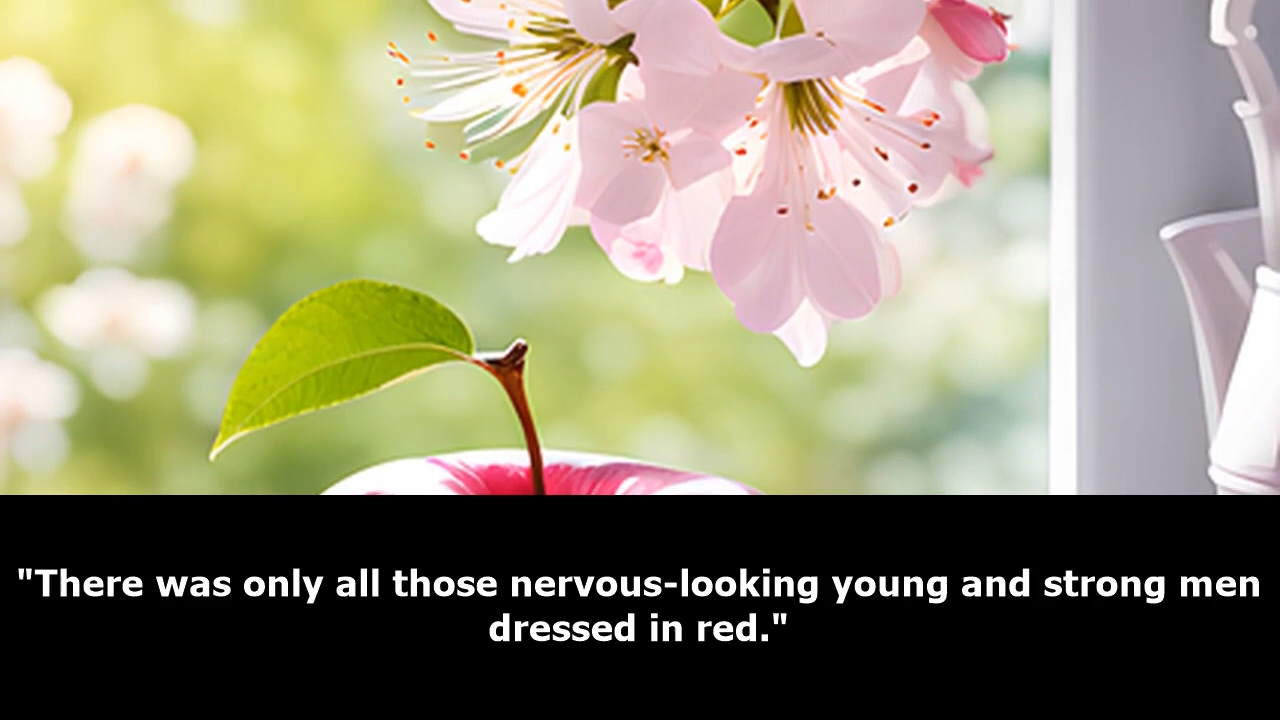 "There was only all those nervous-looking young and strong men
dressed in red."